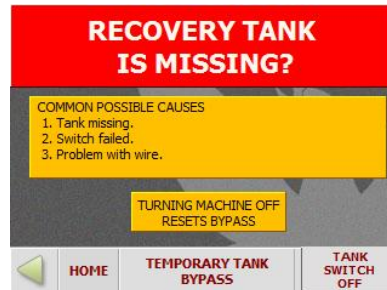 RECOVERY TANK
IS MISSING?
COMMON POSSIBLE CAUSES
1. Tank missing.
2. Switch failed.
3. Problem with wire.
TURNING MACHINE OFF
RESETS BYPASS
HOME
TEMPORARY TANK
BYPASS
TANK
SWITCH
OFF